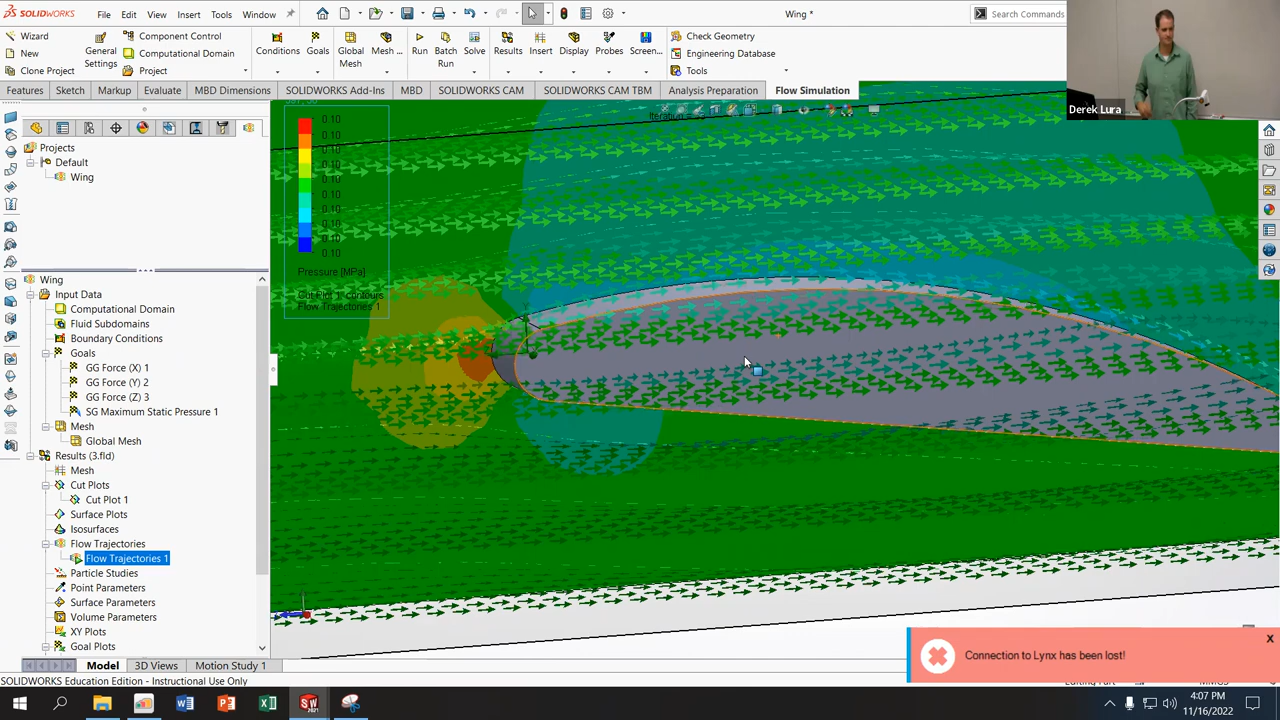 SOLIDWORKS
File Edit View Insert Tools Window
Wing *
Search Commands
Wizard
New
Clone Project
General Settings
Component Control
Computational Domain
Project
Conditions
Goals
Global Mesh
Mesh
Run
Batch Run
Solve
Results
Insert
Display
Probes
Screen...
Check Geometry
Engineering Database
Tools
Features Sketch Markup Evaluate MBD Dimensions SOLIDWORKS Add-Ins MBD SOLIDWORKS CAM SOLIDWORKS CAM TBM Analysis Preparation Flow Simulation
Derek Lura
Projects
Default
Wing
Wing
Input Data
Computational Domain
Fluid Subdomains
Boundary Conditions
Goals
GG Force (X) 1
GG Force (Y) 2
GG Force (Z) 3
SG Maximum Static Pressure 1
Mesh
Global Mesh
Results (3.fld)
Mesh
Cut Plots
Cut Plot 1
Surface Plots
Isosurfaces
Flow Trajectories
Flow Trajectories 1
Particle Studies
Point Parameters
Surface Parameters
Volume Parameters
XY Plots
Goal Plots
0.10
0.10
0.10
0.10
0.10
0.10
0.10
0.10
0.10
0.10
Pressure [MPa]
Cut Plot 1: contours
Flow Trajectories 1
Connection to Lynx has been lost!
x
Model 3D Views Motion Study 1
SOLIDWORKS Education Edition - Instructional Use Only
4:07 PM
11/16/2022